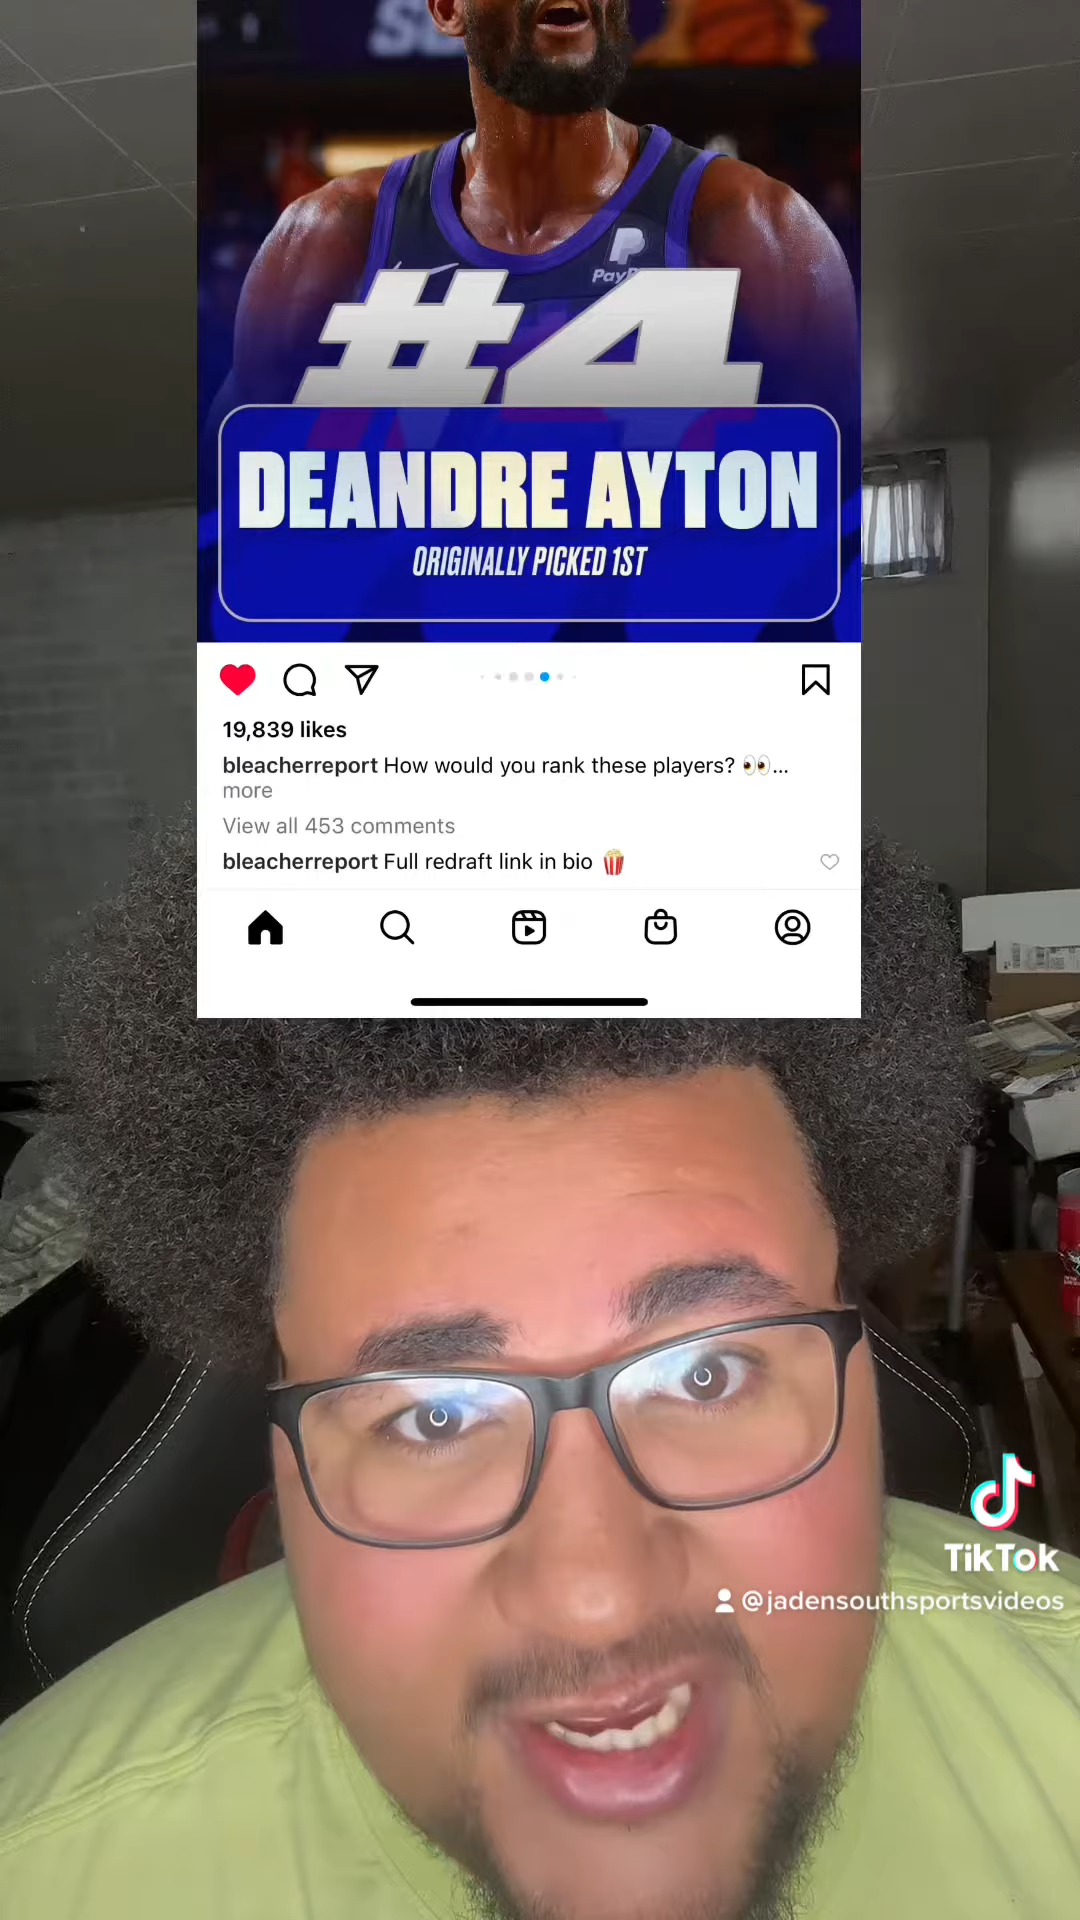 #4
DEANDRE AYTON
ORIGINALLY PICKED 1ST
19,839 likes
bleacherreport How would you rank these players? 👀...
more
View all 453 comments
bleacherreport Full redraft link in bio 🍿
TikTok
@jadensouthsportsvideos